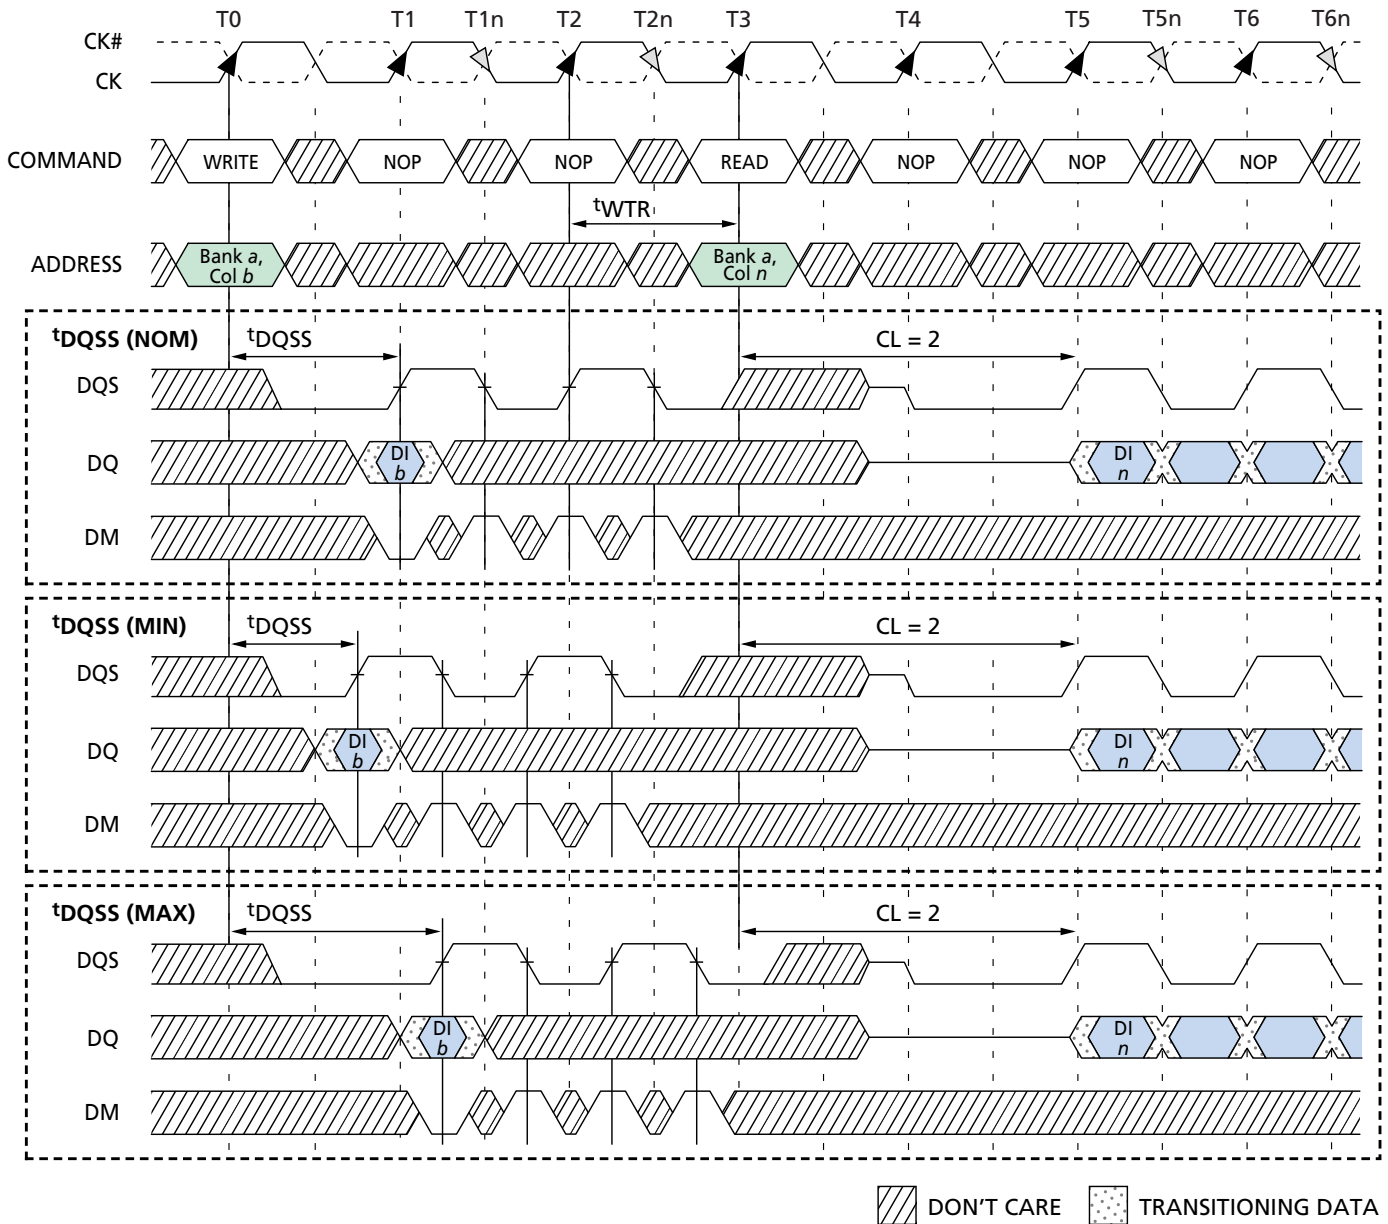 T0 T1 T1n T2 T2n T3 T4 T5 T5n T6 T6n
CK#
CK
COMMAND WRITE NOP NOP READ NOP NOP NOP
tWTR
ADDRESS Bank a, Col b Bank a, Col n
tDQSS (NOM) tDQSS CL = 2
DQS
DQ DI b DI n
DM
tDQSS (MIN) tDQSS CL = 2
DQS
DQ DI b DI n
DM
tDQSS (MAX) tDQSS CL = 2
DQS
DQ DI b DI n
DM
DON'T CARE TRANSITIONING DATA